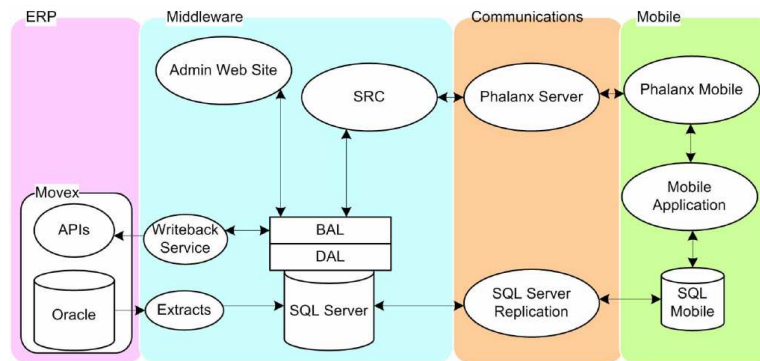 ERP
Middleware
Communications
Mobile
Admin Web Site
SRC
Phalanx Server
Phalanx Mobile
Movex
APIs
Writeback
Service
BAL
DAL
Mobile
Application
Oracle
Extracts
SQL Server
SQL Server
Replication
SQL
Mobile